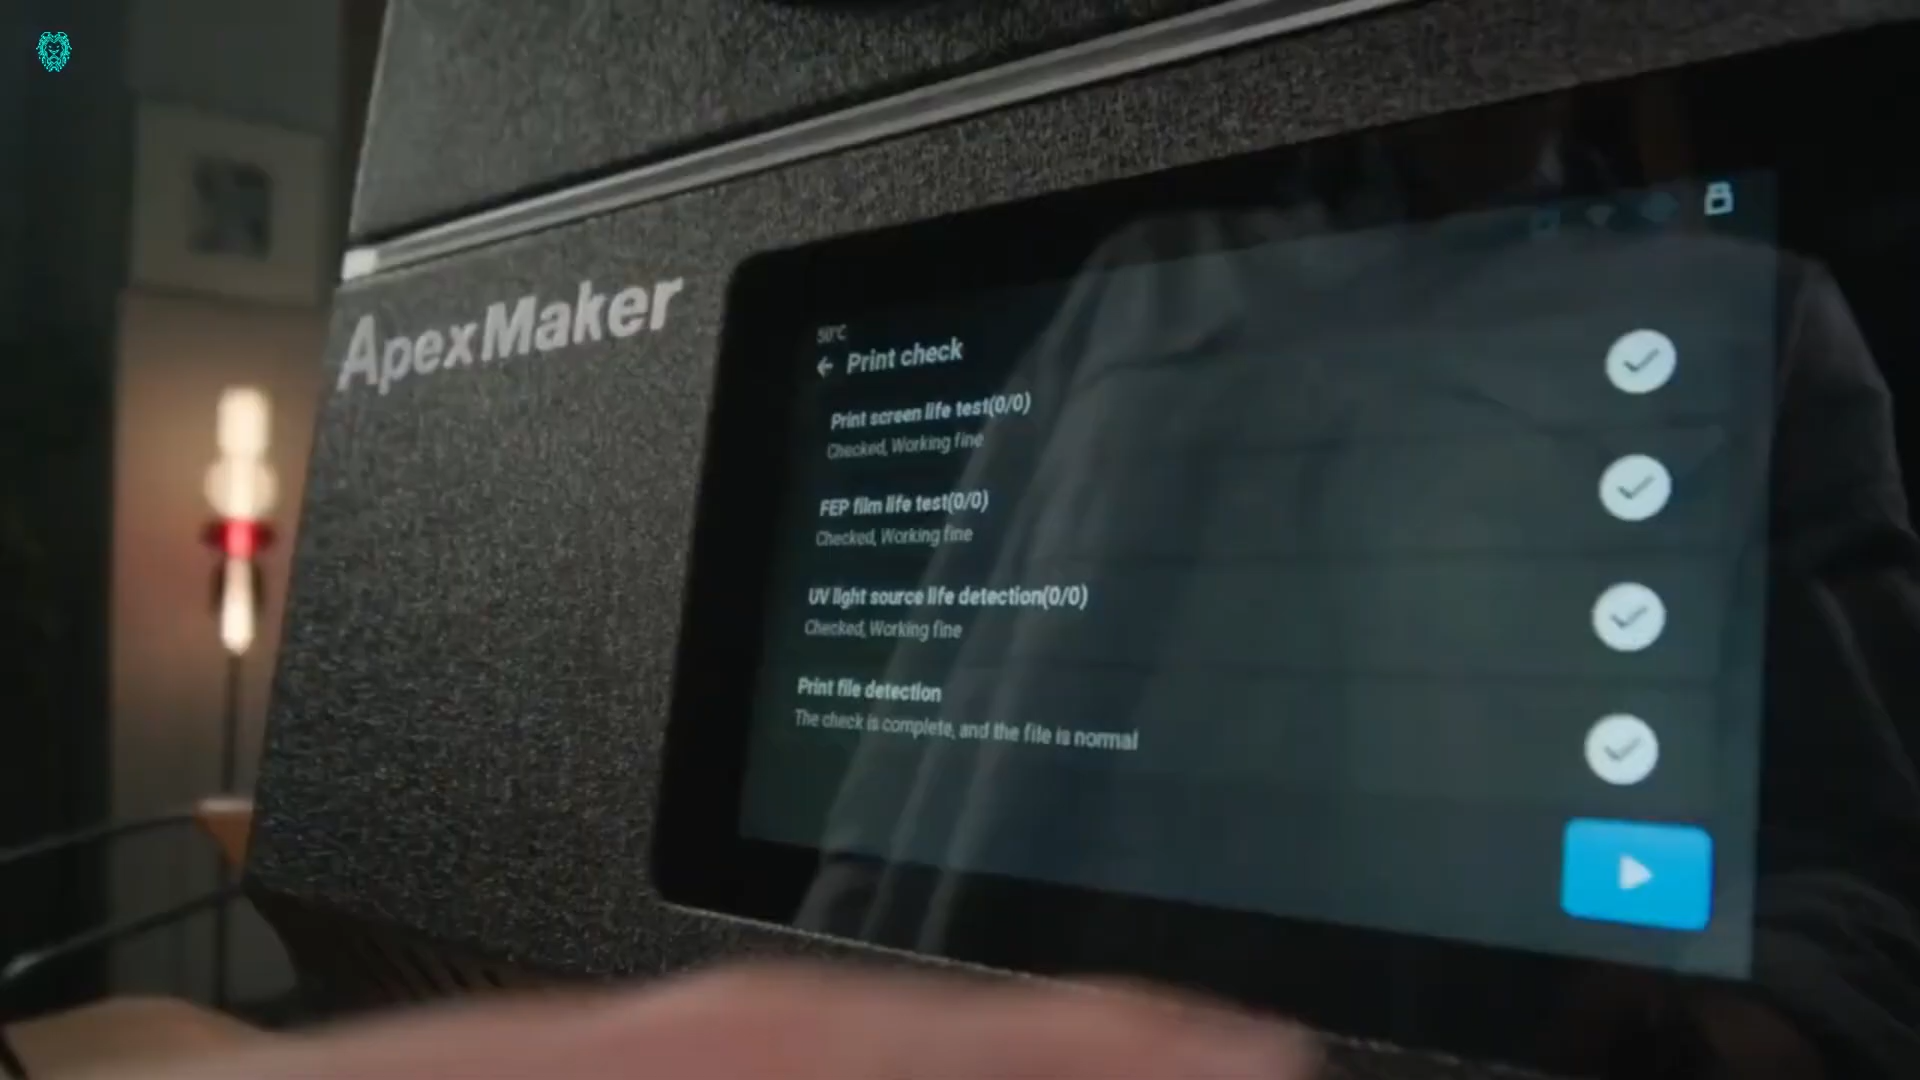 ApexMaker
50°C
Print check
Print screen life test(0/0)
Checked, Working fine
FEP film life test(0/0)
Checked, Working fine
UV light source life detection(0/0)
Checked, Working fine
Print file detection
The check is complete, and the file is normal